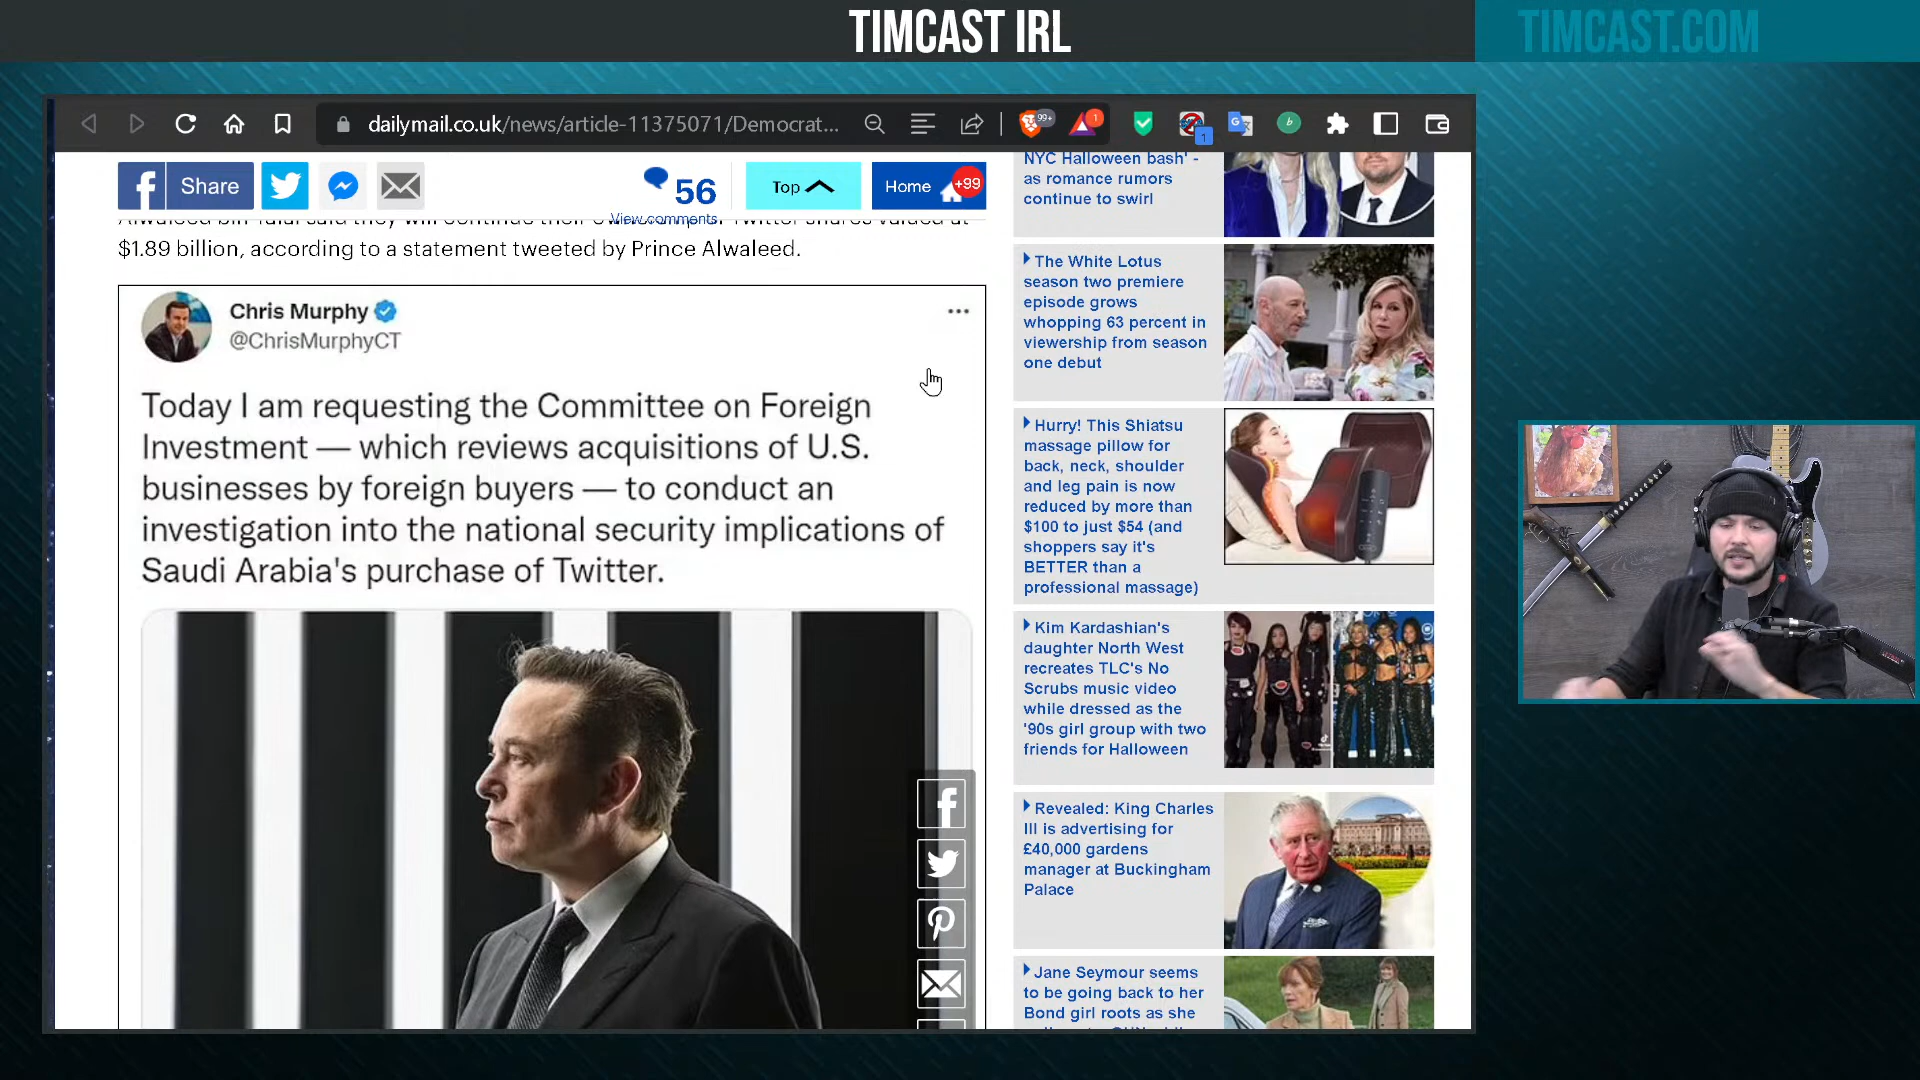 TIMCAST IRL
TIMCAST.COM
dailymail.co.uk/news/article-11375071/Democrat...
99+
1
1
b
Share
56
View comments
Top
Home
+99
$1.89 billion, according to a statement tweeted by Prince Alwaleed.
Chris Murphy
@ChrisMurphyCT
Today I am requesting the Committee on Foreign
Investment — which reviews acquisitions of U.S.
businesses by foreign buyers — to conduct an
investigation into the national security implications of
Saudi Arabia's purchase of Twitter.
NYC Halloween bash' -
as romance rumors
continue to swirl
The White Lotus
season two premiere
episode grows
whopping 63 percent in
viewership from season
one debut
Hurry! This Shiatsu
massage pillow for
back, neck, shoulder
and leg pain is now
reduced by more than
$100 to just $54 (and
shoppers say it's
BETTER than a
professional massage)
Kim Kardashian's
daughter North West
recreates TLC's No
Scrubs music video
while dressed as the
'90s girl group with two
friends for Halloween
Revealed: King Charles
III is advertising for
£40,000 gardens
manager at Buckingham
Palace
Jane Seymour seems
to be going back to her
Bond girl roots as she